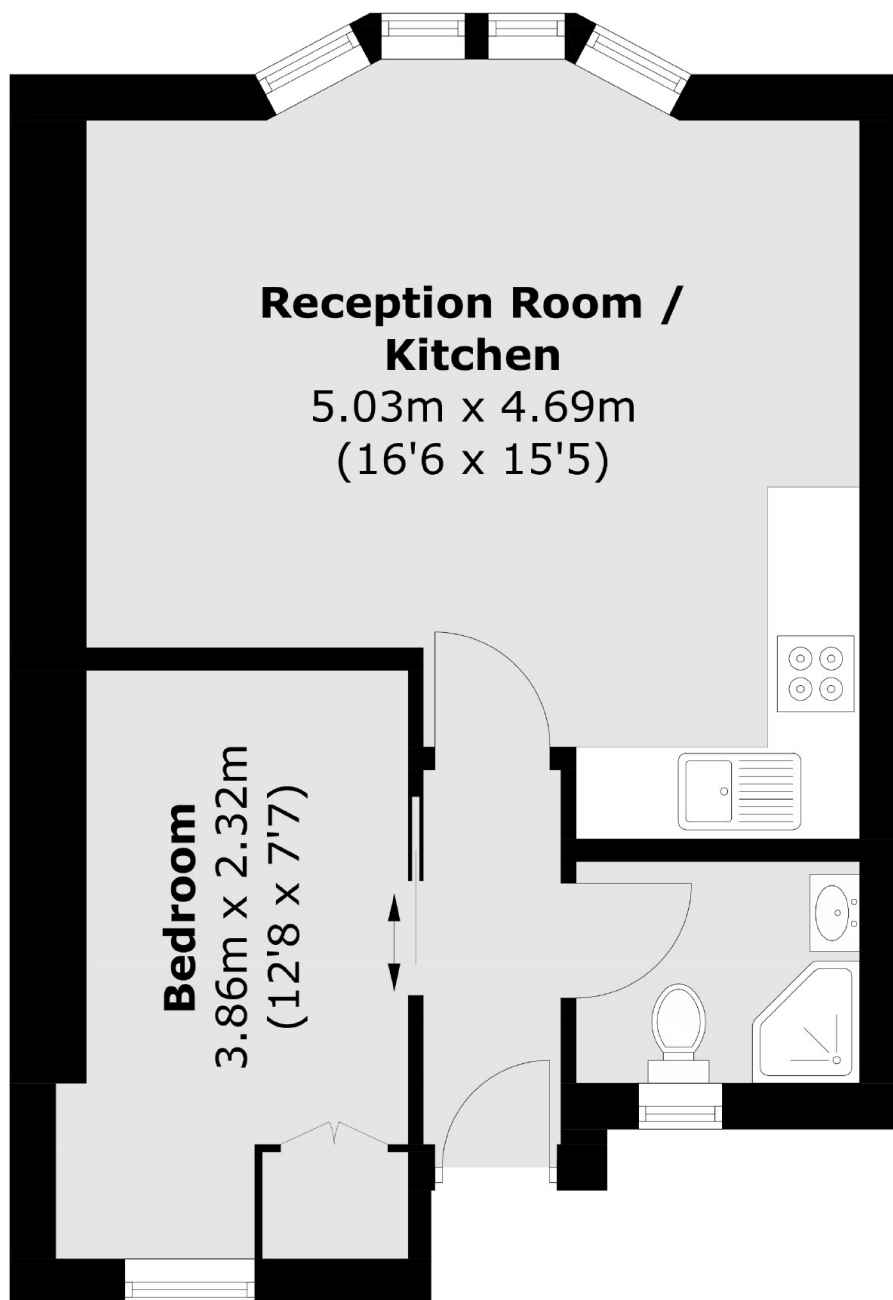 Reception Room /
Kitchen
5.03m x 4.69m
(16'6 x 15'5)
Bedroom
3.86m x 2.32m
(12'8 x 7'7)